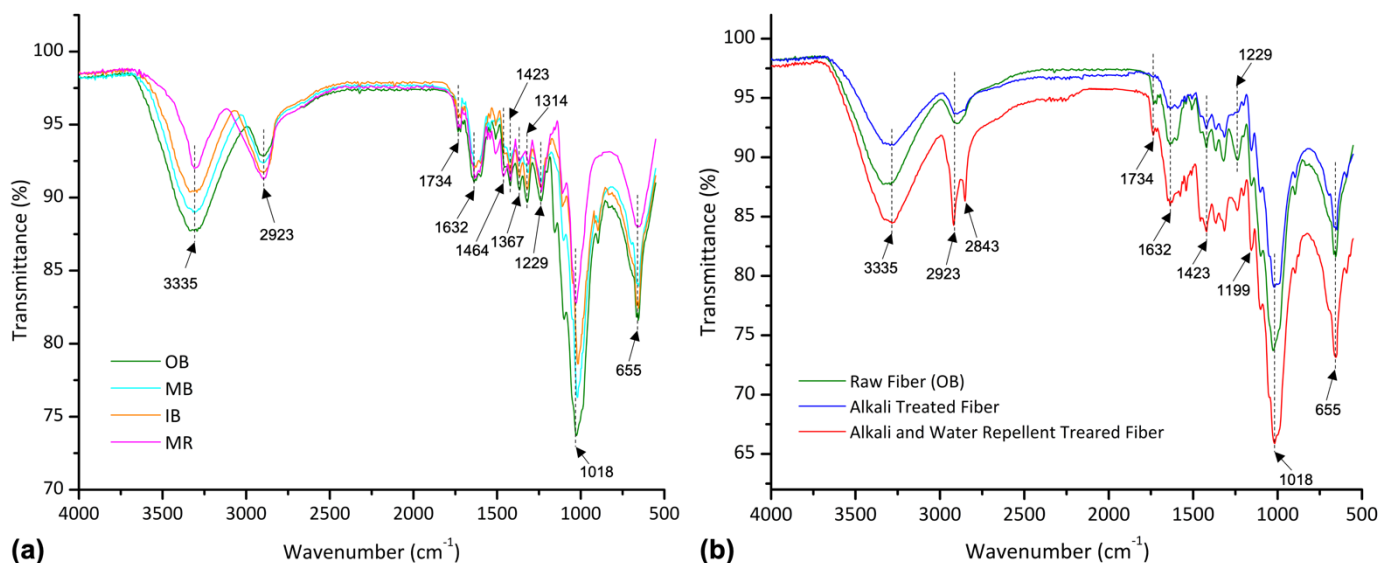 100
95
90
85
80
75
70
Transmittance (%)
3335
2923
1734
1632
1464
1367
1229
1423
1314
1018
655
OB
MB
IB
MR
4000 3500 3000 2500 2000 1500 1000 500
Wavenumber (cm⁻¹)
(a)
100
95
90
85
80
75
70
65
Transmittance (%)
3335
2923
2843
1734
1632
1423
1199
1229
1018
655
Raw Fiber (OB)
Alkali Treated Fiber
Alkali and Water Repellent Treared Fiber
4000 3500 3000 2500 2000 1500 1000 500
Wavenumber (cm⁻¹)
(b)